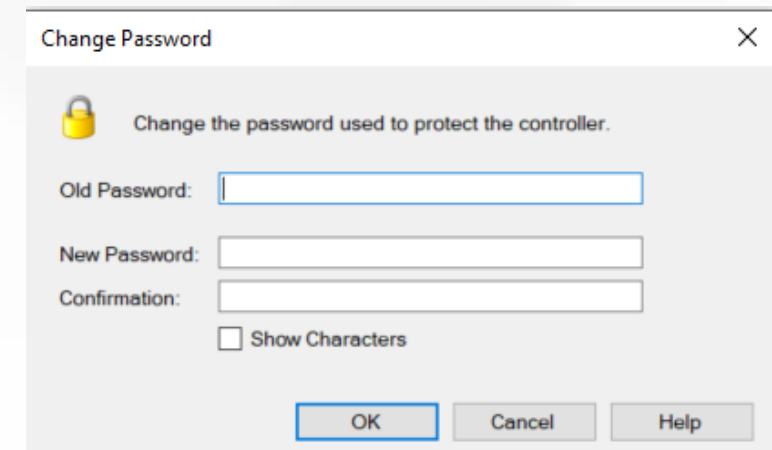 Change Password
Change the password used to protect the controller.
Old Password:
New Password:
Confirmation:
Show Characters
OK Cancel Help